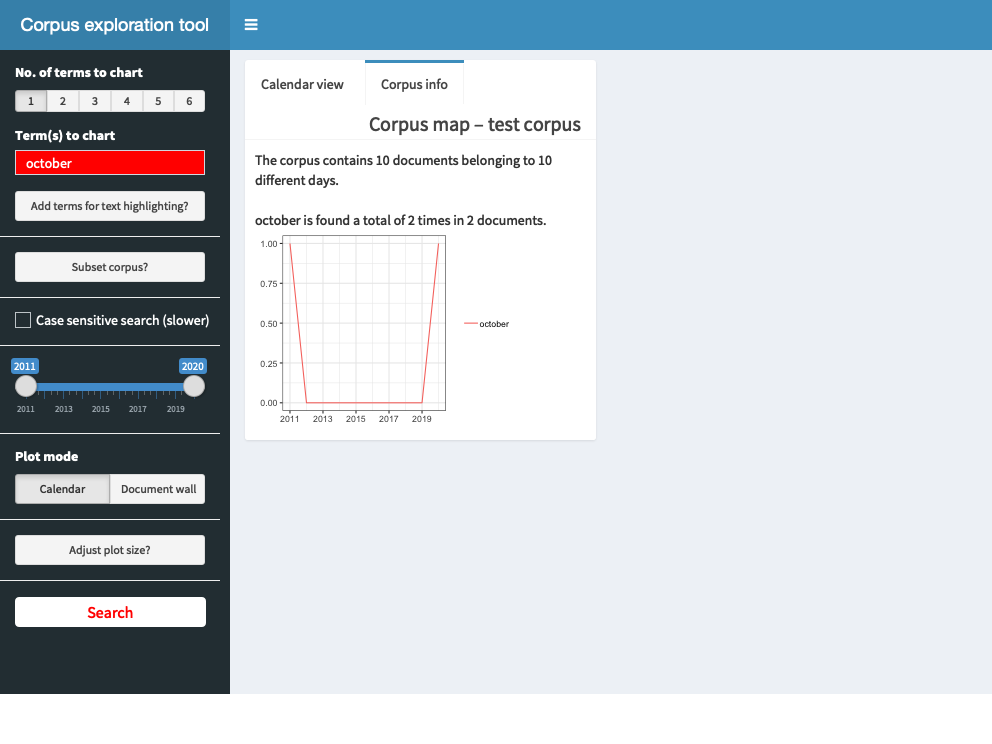 Corpus exploration tool
No. of terms to chart
1 2 3 4 5 6
Term(s) to chart
october
Add terms for text highlighting?
Subset corpus?
Case sensitive search (slower)
2011 2020
2011 2013 2015 2017 2019
Plot mode
Calendar Document wall
Adjust plot size?
Search
Calendar view Corpus info
Corpus map – test corpus
The corpus contains 10 documents belonging to 10
different days.
october is found a total of 2 times in 2 documents.
1.00
0.75
0.50
0.25
0.00
2011 2013 2015 2017 2019
october